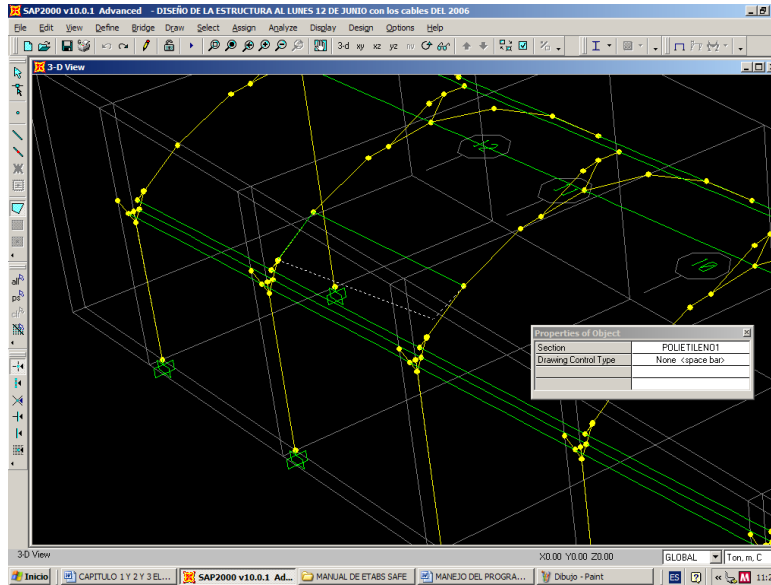 SAP2000 v10.0.1 Advanced - DISEÑO DE LA ESTRUCTURA AL LUNES 12 DE JUNIO con los cables DEL 2006
File Edit View Define Bridge Draw Select Assign Analyze Display Design Options Help
3-d xy xz yz nv
3-D View
all
ps
clr
Properties of Object
Section POLIETILENO1
Drawing Control Type None <space bar>
3-D View X0.00 Y0.00 Z0.00 GLOBAL Ton, m, C
Inicio CAPITULO 1 Y 2 Y 3 EL... SAP2000 v10.0.1 Ad... MANUAL DE ETABS SAFE MANEJO DEL PROGRA... Dibujo - Paint ES